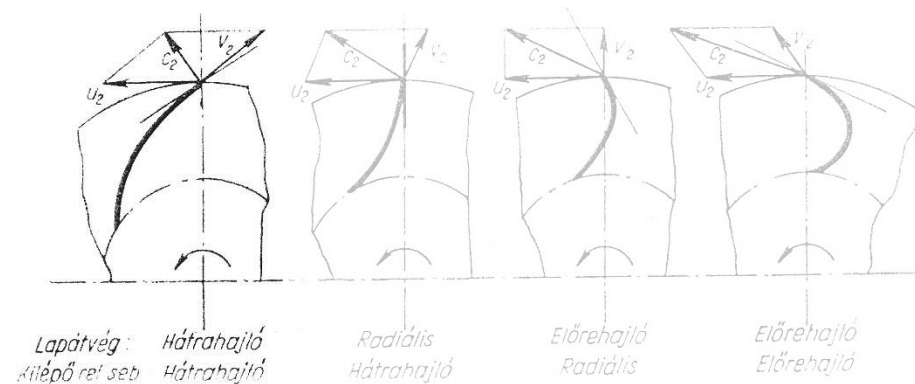 c₂ v₂ u₂
c₂ v₂ u₂
c₂ v₂ u₂
c₂ v₂ u₂
Lapátvég: Hátrahajló Radiális Előrehajló Előrehajló
Kilépő rel seb Hátrahajló Hátrahajló Radiális Előrehajló